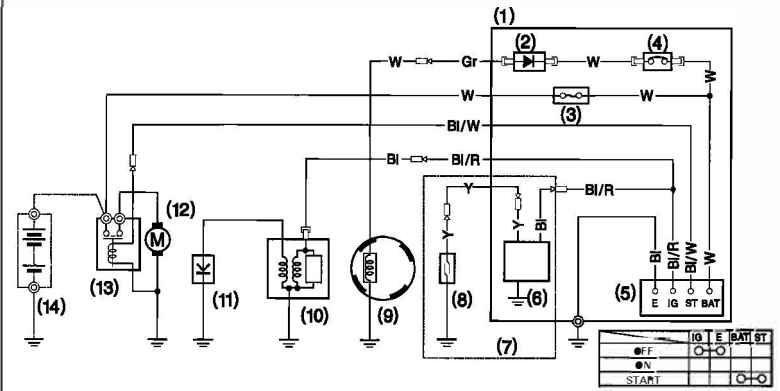 (1)
(2)
(4)
W
Gr
W
W
W
W
(3)
Bl/W
Bl
Bl/R
Y
Bl/R
Y
Bl
Y
(12)
M
(14)
(13)
(11)
(10)
(9)
(8)
(6)
(7)
Bl
Bl/R
Bl/W
W
(5)
E IG ST BAT
IG E BAT ST
OFF
ON
START